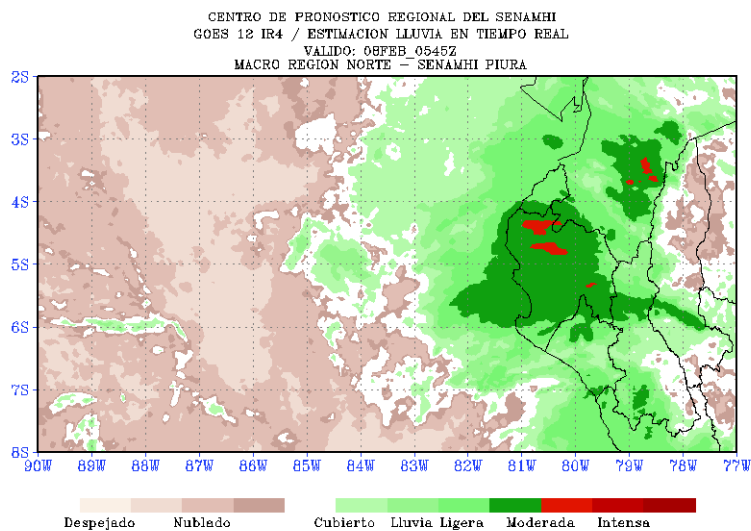 CENTRO DE PRONOSTICO REGIONAL DEL SENAMHI
GOES 12 IR4 / ESTIMACION LLUVIA EN TIEMPO REAL
VALIDO: 08FEB_0545Z
MACRO REGION NORTE – SENAMHI PIURA
2S
3S
4S
5S
6S
7S
8S
90W 89W 88W 87W 86W 85W 84W 83W 82W 81W 80W 79W 78W 77W
Despejado Nublado Cubierto Lluvia Ligera Moderada Intensa